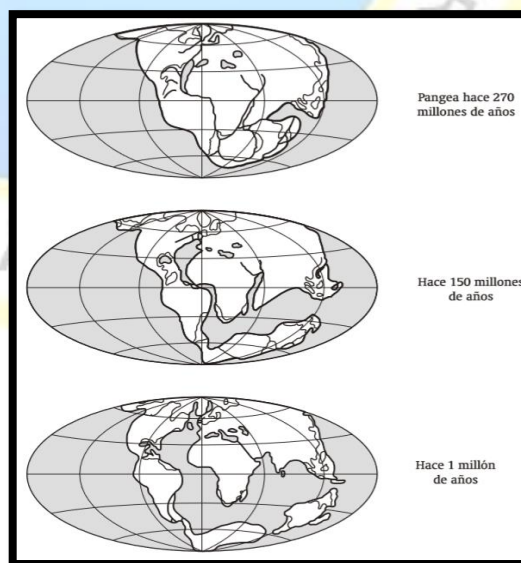 Pangea hace 270
millones de años
Hace 150 millones
de años
Hace 1 millón
de años